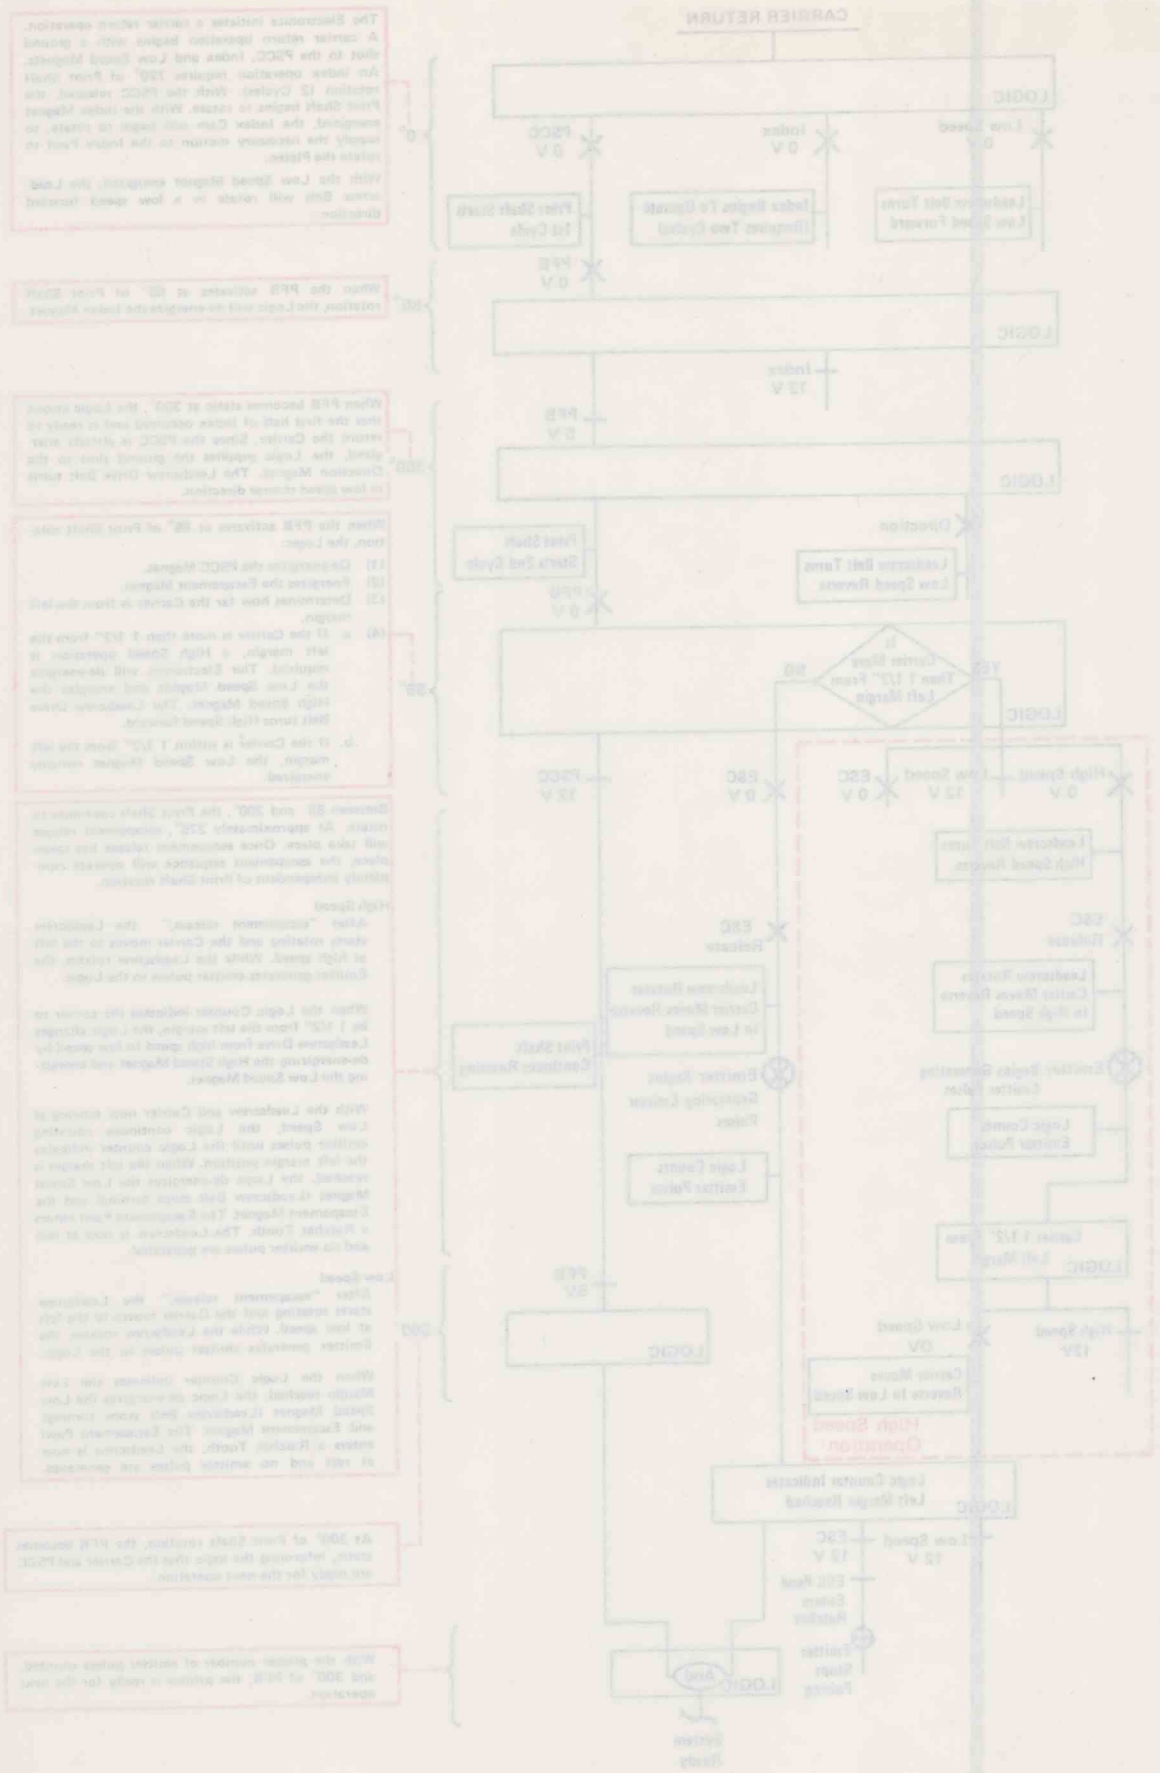 CARRIER RETURN
The Electronics initiates a carrier return operation.
A carrier return operation begins with a ground
shot to the PSCC, Index and Low Speed Magnets.
An index operation requires 720° of Print Shaft
rotation (2 Cycles). With the PSCC released, the
Print Shaft begins to rotate. With the Index Magnet
energized, the Index Cam will begin to rotate, to
supply the necessary motion to the Index Pawl to
rotate the Platen.
With the Low Speed Magnet energized, the Lead-
screw Belt will rotate in a low speed forward
direction.
0°
LOGIC
Low Speed
0 V
Index
0 V
PSCC
0 V
Leadscrew Belt Turns
Low Speed Forward
Index Begins To Operate
(Requires Two Cycles)
Print Shaft Starts
1st Cycle
PFB
0 V
When the PFB activates at 85° of Print Shaft
rotation, the Logic will de-energize the Index Magnet.
85°
LOGIC
Index
12 V
PFB
5 V
When PFB becomes static at 300°, the Logic knows
that the first half of Index occurred and is ready to
return the Carrier. Since the PSCC is already ener-
gized, the Logic supplies the ground shot to the
Direction Magnet. The Leadscrew Drive Belt turns
in low speed reverse direction.
300°
LOGIC
Direction
Leadscrew Belt Turns
Low Speed Reverse
Print Shaft
Starts 2nd Cycle
PFB
0 V
When the PFB activates at 85° of Print Shaft rota-
tion, the Logic:
(1) De-energize the PSCC Magnet.
(2) Energizes the Escapement Magnet.
(3) Determines how far the Carrier is from the left
margin.
(4) a. If the Carrier is more than 1 1/2" from the
left margin, a High Speed operation is
required. The Electronics will de-energize
the Low Speed Magnet and energize the
High Speed Magnet. The Leadscrew Drive
Belt turns High Speed forward.
b. If the Carrier is within 1 1/2" from the left
margin, the Low Speed Magnet remains
energized.
85°
Is
Carrier More
Than 1 1/2" From
Left Margin
YES
NO
LOGIC
High Speed
0 V
Low Speed
12 V
ESC
0 V
ESC
0 V
PSCC
12 V
Between 85° and 300°, the Print Shaft continues to
rotate. At approximately 225°, escapement release
will take place. Once escapement release has taken
place, the escapement sequence will operate com-
pletely independent of Print Shaft rotation.
High Speed
After "escapement release," the Leadscrew
starts rotating and the Carrier moves to the left
at high speed. While the Leadscrew rotates, the
Emitter generates emitter pulses to the Logic.
When the Logic Counter indicates the carrier to
be 1 1/2" from the left margin, the Logic changes
Leadscrew Drive from high speed to low speed by
de-energizing the High Speed Magnet and energiz-
ing the Low Speed Magnet.
With the Leadscrew and Carrier now moving at
Low Speed, the Logic continues counting
emitter pulses until the Logic counter indicates
the left margin position. When the left margin is
reached, the Logic de-energizes the Low Speed
Magnet (Leadscrew Belt stops turning) and the
Escapement Magnet. The Escapement Pawl enters
a Ratchet Tooth. The Leadscrew is now at rest
and no emitter pulses are generated.
Low Speed
After "escapement release," the Leadscrew
starts rotating and the Carrier moves to the left
at low speed. While the Leadscrew rotates, the
Emitter generates emitter pulses to the Logic.
When the Logic Counter indicates the Left
Margin reached, the Logic de-energizes the Low
Speed Magnet (Leadscrew Belt stops turning)
and Escapement Magnet. The Escapement Pawl
enters a Ratchet Tooth; the Leadscrew is now
at rest and no emitter pulses are generated.
Leadscrew Belt Turns
High Speed Reverse
ESC
Release
Leadscrew Rotates
Carrier Moves Reverse
In High Speed
Emitter Begins Generating
Emitter Pulses
Logic Counts
Emitter Pulses
Carrier 1 1/2" From
Left Margin
LOGIC
High Speed
12V
Low Speed
0V
Carrier Moves
Reverse In Low Speed
High Speed
Operation
ESC
Release
Leadscrew Rotates
Carrier Moves Reverse
In Low Speed
Emitter Begins
Generating Emitter
Pulses
Logic Counts
Emitter Pulses
Print Shaft
Continues Running
PFB
5V
LOGIC
300°
Logic Counter Indicates
Left Margin Reached
LOGIC
Low Speed
12 V
ESC
12 V
ESC Pawl
Enters
Ratchet
Emitter
Stops
Pulsing
At 300° of Print Shaft rotation, the PFB becomes
static, informing the logic that the Carrier and PSCC
are ready for the next operation.
With the proper number of emitter pulses counted,
and 300° of PFB, the printer is ready for the next
operation.
And
LOGIC
System
Ready